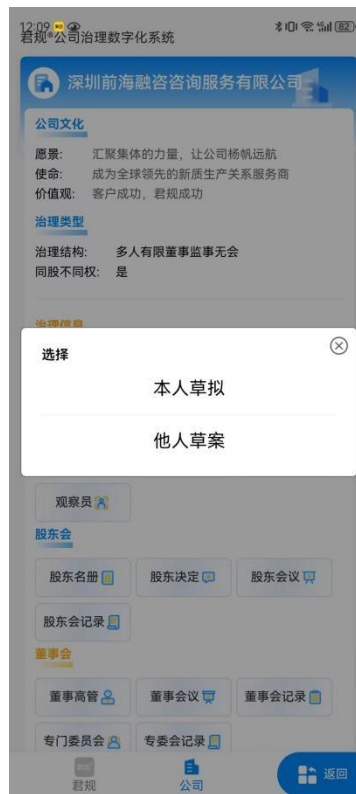 12:09 82
君规®公司治理数字化系统
深圳前海融咨咨询服务有限公司
公司文化
愿景: 汇聚集体的力量，让公司杨帆远航
使命: 成为全球领先的新质生产关系服务商
价值观: 客户成功，君规成功
治理类型
治理结构: 多人有限董事监事无会
同股不同权: 是
治理信息
选择
本人草拟
他人草案
观察员
股东会
股东名册 股东决定 股东会议
股东会记录
董事会
董事高管 董事会议 董事会记录
专门委员会 专委会记录
君规 公司 返回